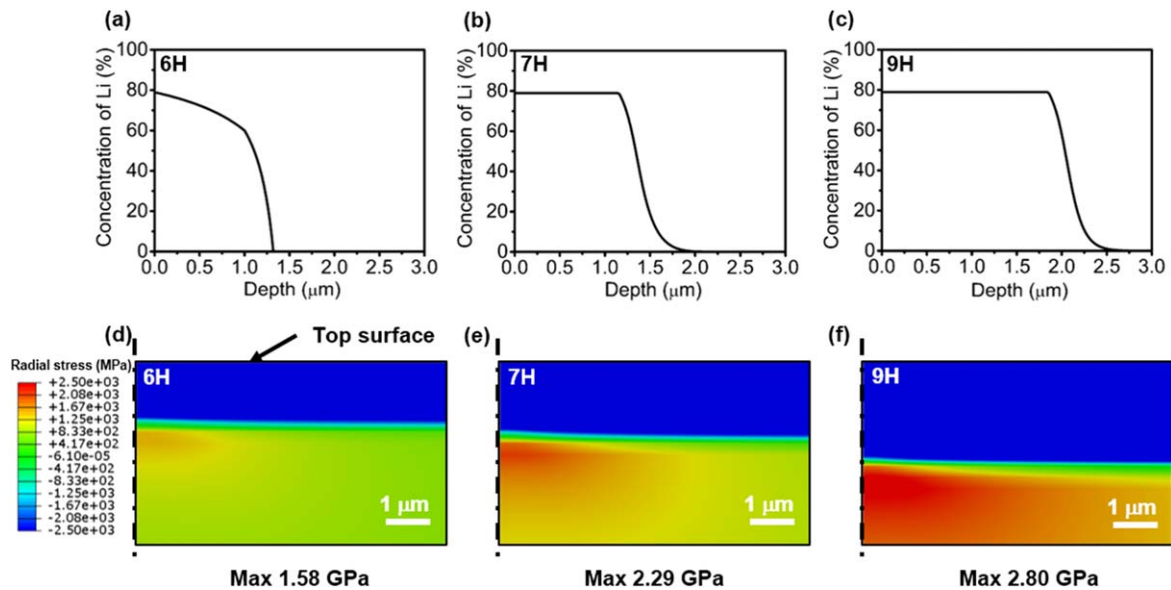 (a)
6H
100
80
60
40
20
0
Concentration of Li (%)
0.0 0.5 1.0 1.5 2.0 2.5 3.0
Depth (μm)
(b)
7H
100
80
60
40
20
0
Concentration of Li (%)
0.0 0.5 1.0 1.5 2.0 2.5 3.0
Depth (μm)
(c)
9H
100
80
60
40
20
0
Concentration of Li (%)
0.0 0.5 1.0 1.5 2.0 2.5 3.0
Depth (μm)
(d)
Top surface
Radial stress (MPa)
+2.50e+03
+2.08e+03
+1.67e+03
+1.25e+03
+8.33e+02
+4.17e+02
-6.10e-05
-4.17e+02
-8.33e+02
-1.25e+03
-1.67e+03
-2.08e+03
-2.50e+03
6H
1 μm
Max 1.58 GPa
(e)
7H
1 μm
Max 2.29 GPa
(f)
9H
1 μm
Max 2.80 GPa